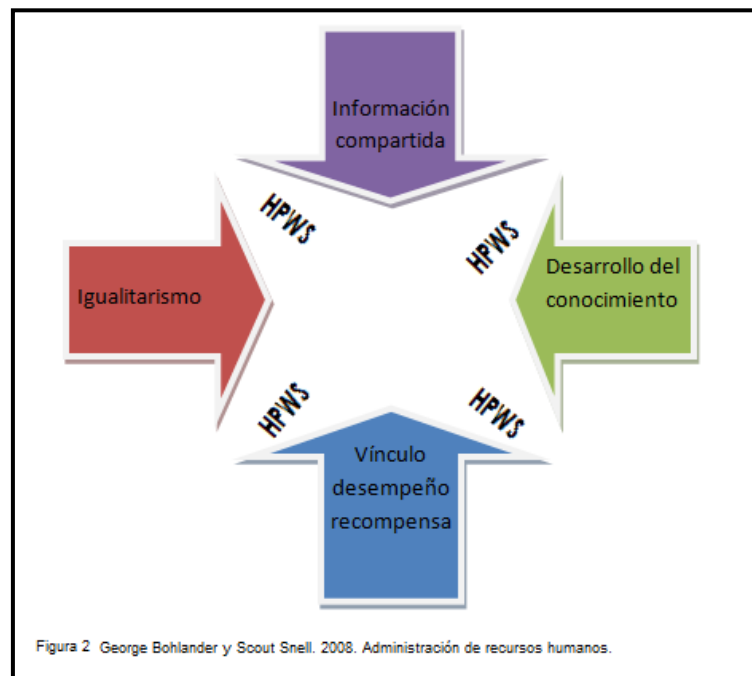 Información
compartida
HPWS
HPWS
Igualitarismo
Desarrollo del
conocimiento
HPWS
HPWS
Vínculo
desempeño
recompensa
Figura 2 George Bohlander y Scout Snell. 2008. Administración de recursos humanos.